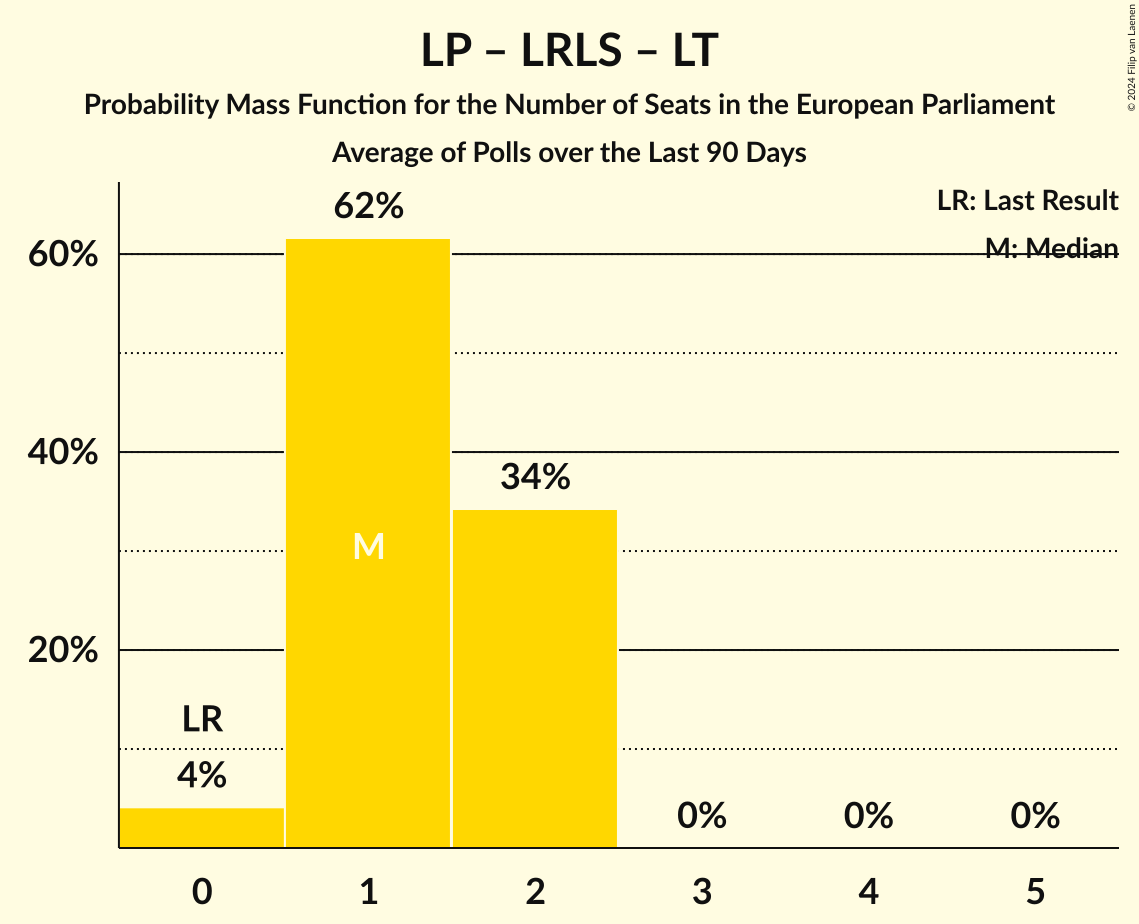 LP – LRLS – LT
Probability Mass Function for the Number of Seats in the European Parliament
Average of Polls over the Last 90 Days
© 2024 Filip van Laenen
LR: Last Result
M: Median
62%
60%
40%
34%
M
20%
LR
4%
0%
0%
0%
0
1
2
3
4
5